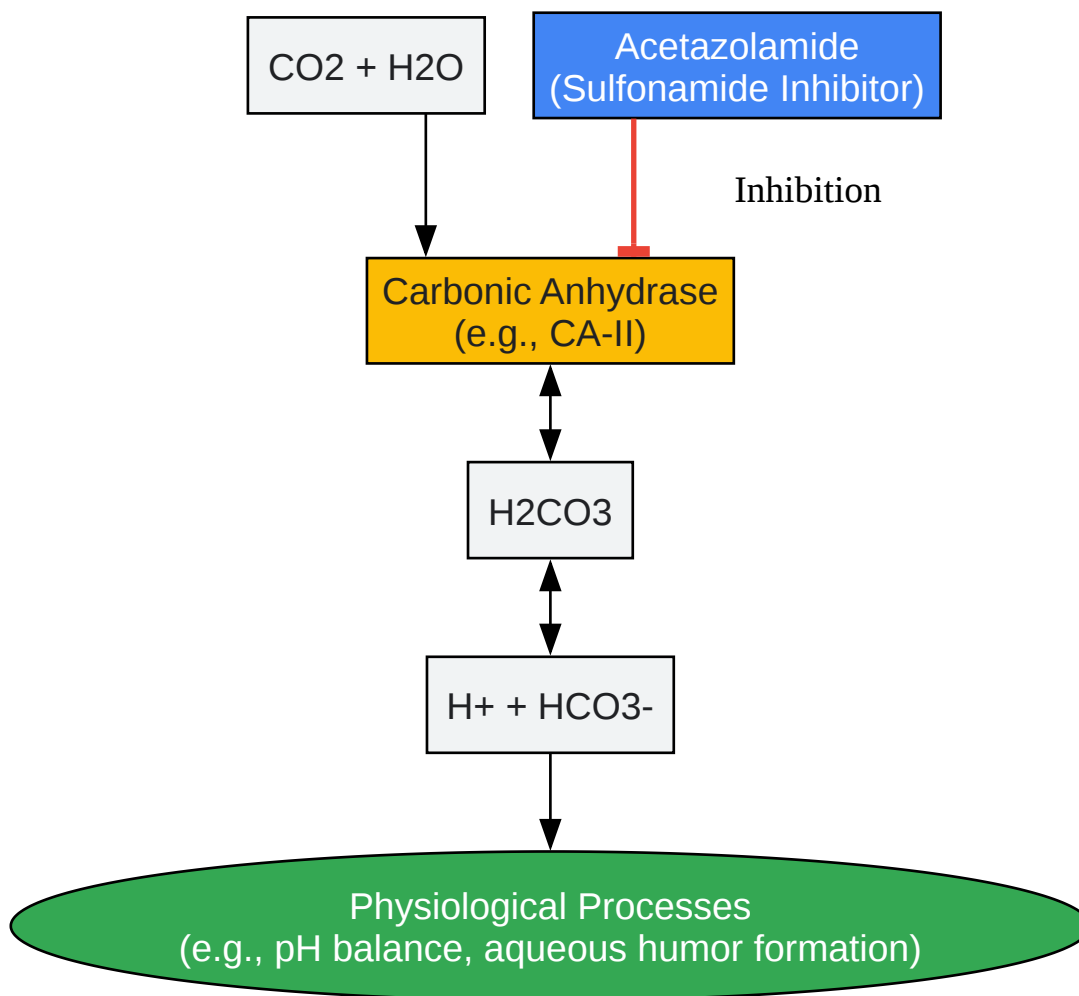 CO2 + H2O
Acetazolamide
(Sulfonamide Inhibitor)
Inhibition
Carbonic Anhydrase
(e.g., CA-II)
H2CO3
H+ + HCO3-
Physiological Processes
(e.g., pH balance, aqueous humor formation)